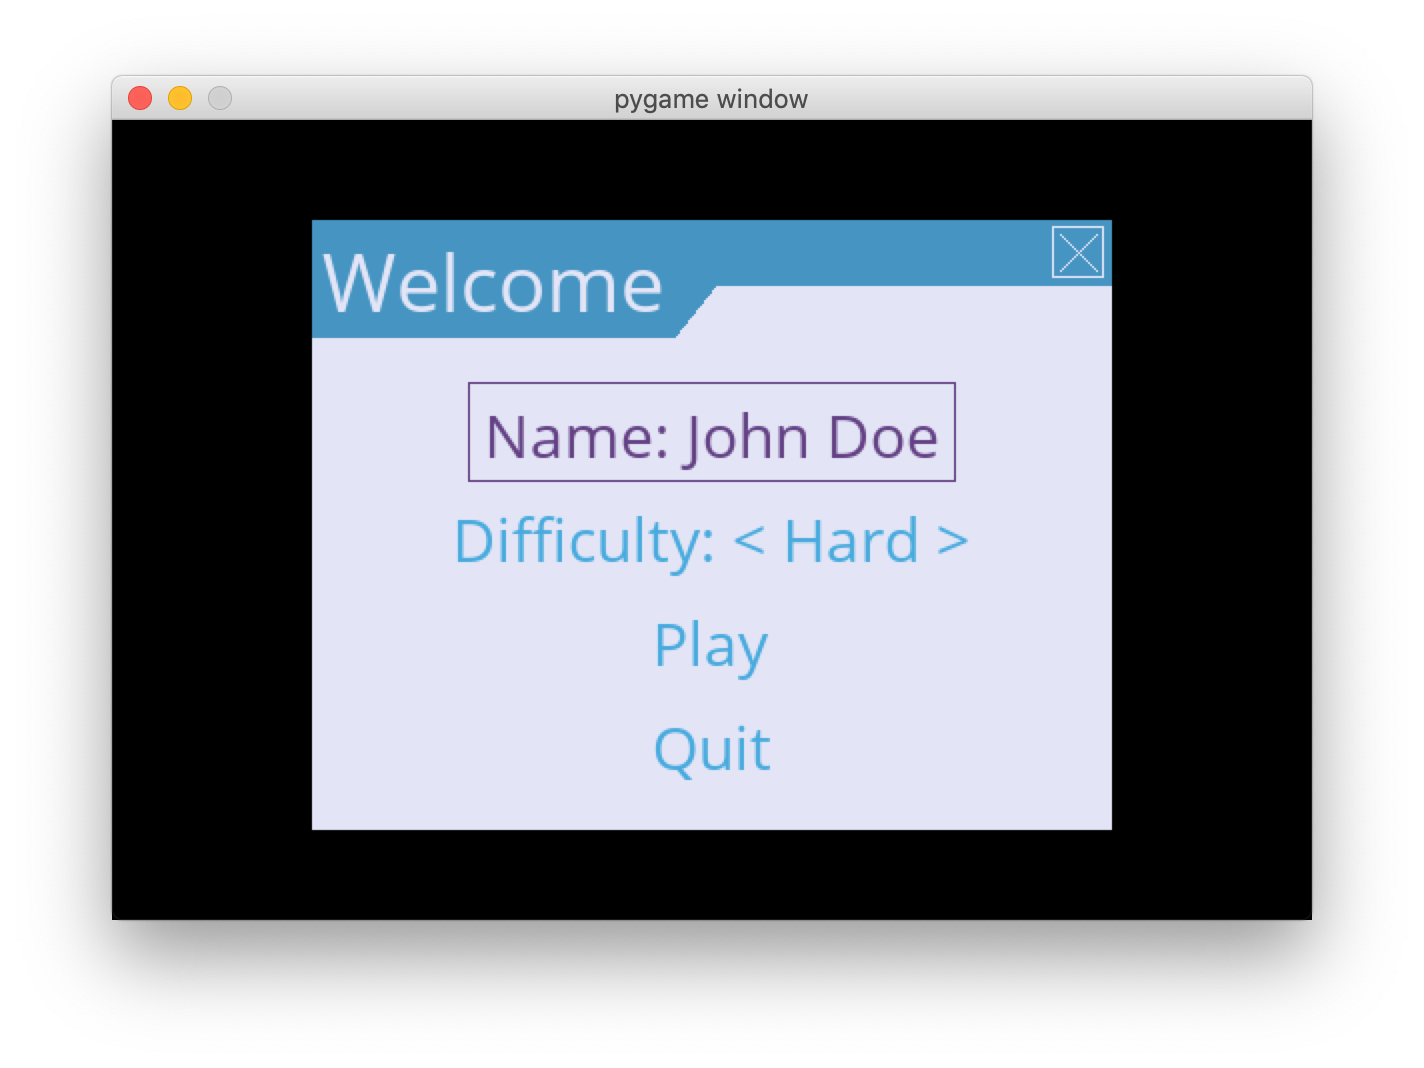 pygame window
Welcome
Name: John Doe
Difficulty: < Hard >
Play
Quit